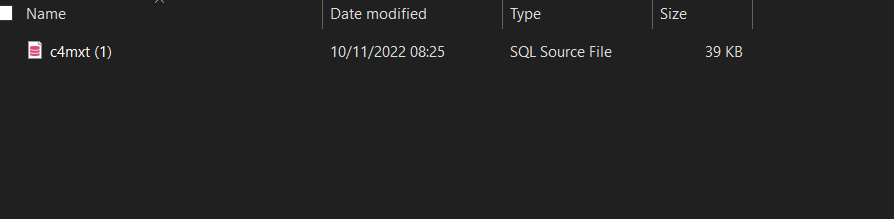 Name Date modified Type Size
c4mxt (1) 10/11/2022 08:25 SQL Source File 39 KB